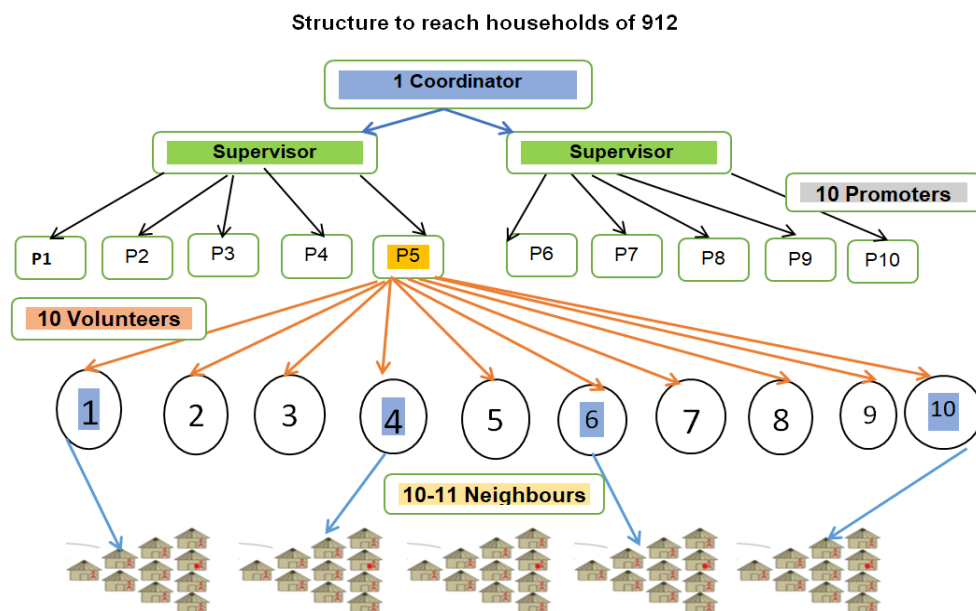 Structure to reach households of 912
1 Coordinator
Supervisor
Supervisor
10 Promoters
P1
P2
P3
P4
P5
P6
P7
P8
P9
P10
10 Volunteers
1
2
3
4
5
6
7
8
9
10
10-11 Neighbours